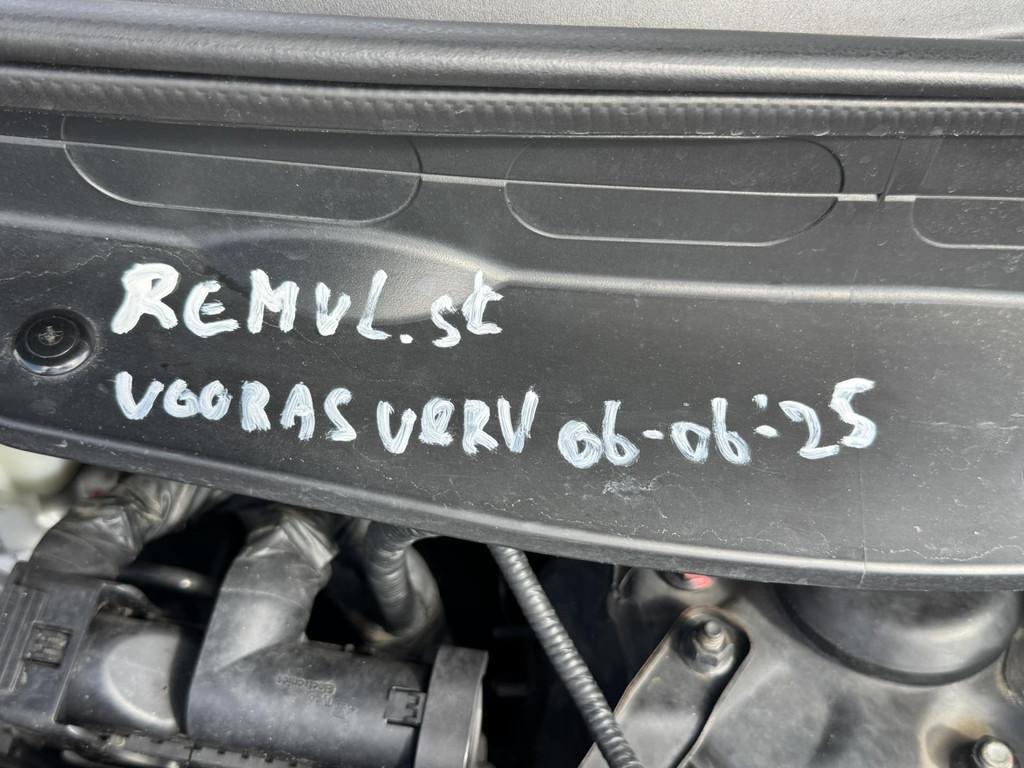 REMVL.st
VOORAS VERV 06-06-'25